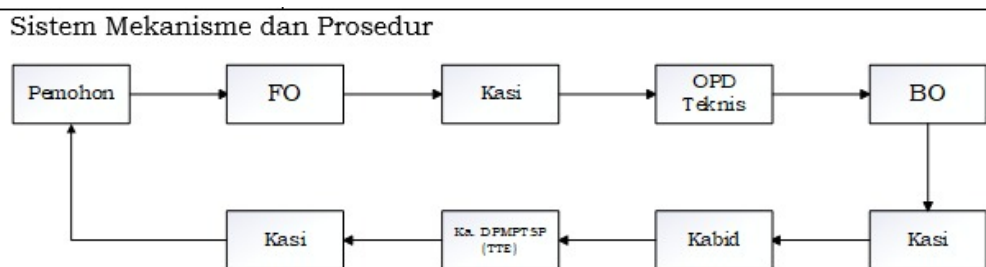 Sistem Mekanisme dan Prosedur
Pemohon
FO
Kasi
OPD
Teknis
BO
Kasi
Ka. DPMPTSP
(TTE)
Kabid
Kasi